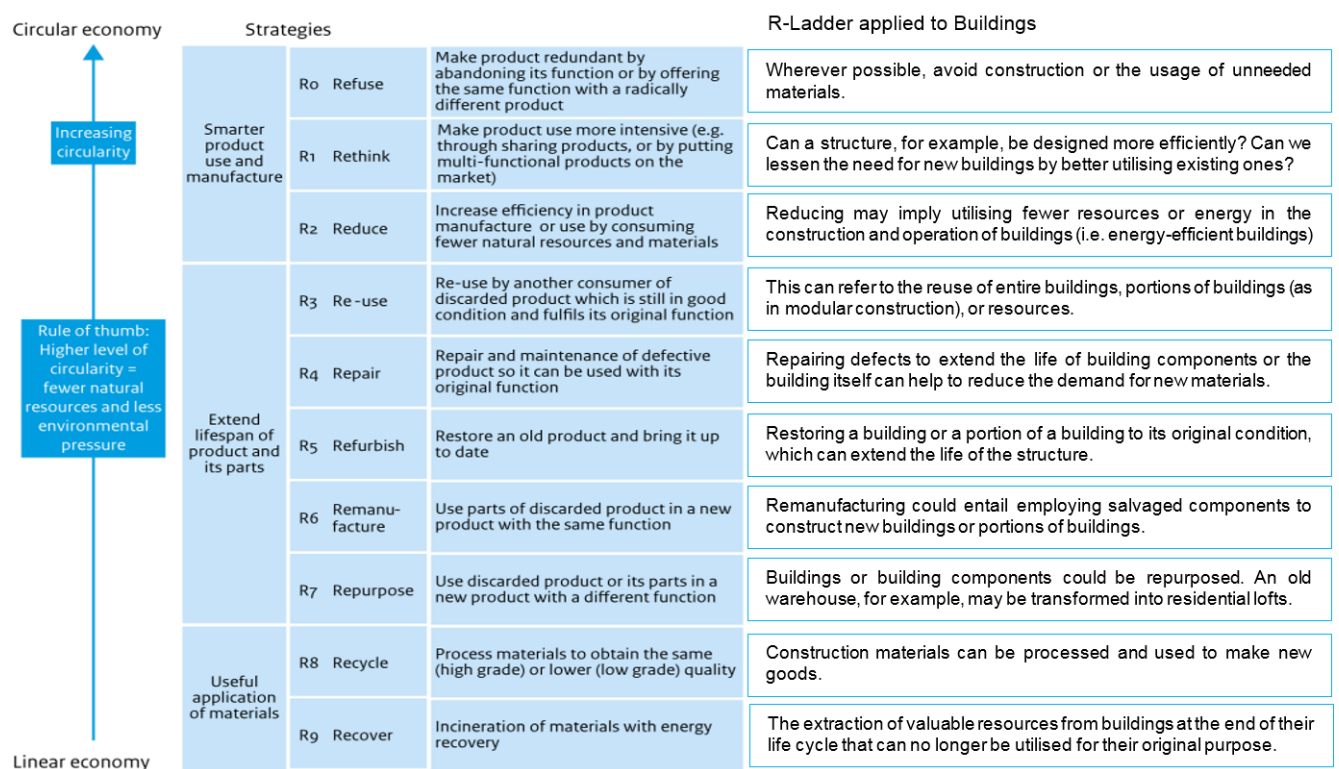 Circular economy
Strategies
R-Ladder applied to Buildings
Increasing
circularity
Rule of thumb:
Higher level of
circularity =
fewer natural
resources and less
environmental
pressure
Linear economy
Smarter
product
use and
manufacture
Ro Refuse
Make product redundant by
abandoning its function or by offering
the same function with a radically
different product
Wherever possible, avoid construction or the usage of unneeded
materials.
R1 Rethink
Make product use more intensive (e.g.
through sharing products, or by putting
multi-functional products on the
market)
Can a structure, for example, be designed more efficiently? Can we
lessen the need for new buildings by better utilising existing ones?
R2 Reduce
Increase efficiency in product
manufacture or use by consuming
fewer natural resources and materials
Reducing may imply utilising fewer resources or energy in the
construction and operation of buildings (i.e. energy-efficient buildings)
Extend
lifespan of
product and
its parts
R3 Re-use
Re-use by another consumer of
discarded product which is still in good
condition and fulfils its original function
This can refer to the reuse of entire buildings, portions of buildings (as
in modular construction), or resources.
R4 Repair
Repair and maintenance of defective
product so it can be used with its
original function
Repairing defects to extend the life of building components or the
building itself can help to reduce the demand for new materials.
R5 Refurbish
Restore an old product and bring it up
to date
Restoring a building or a portion of a building to its original condition,
which can extend the life of the structure.
R6 Remanu-
facture
Use parts of discarded product in a new
product with the same function
Remanufacturing could entail employing salvaged components to
construct new buildings or portions of buildings.
R7 Repurpose
Use discarded product or its parts in a
new product with a different function
Buildings or building components could be repurposed. An old
warehouse, for example, may be transformed into residential lofts.
Useful
application
of materials
R8 Recycle
Process materials to obtain the same
(high grade) or lower (low grade) quality
Construction materials can be processed and used to make new
goods.
R9 Recover
Incineration of materials with energy
recovery
The extraction of valuable resources from buildings at the end of their
life cycle that can no longer be utilised for their original purpose.